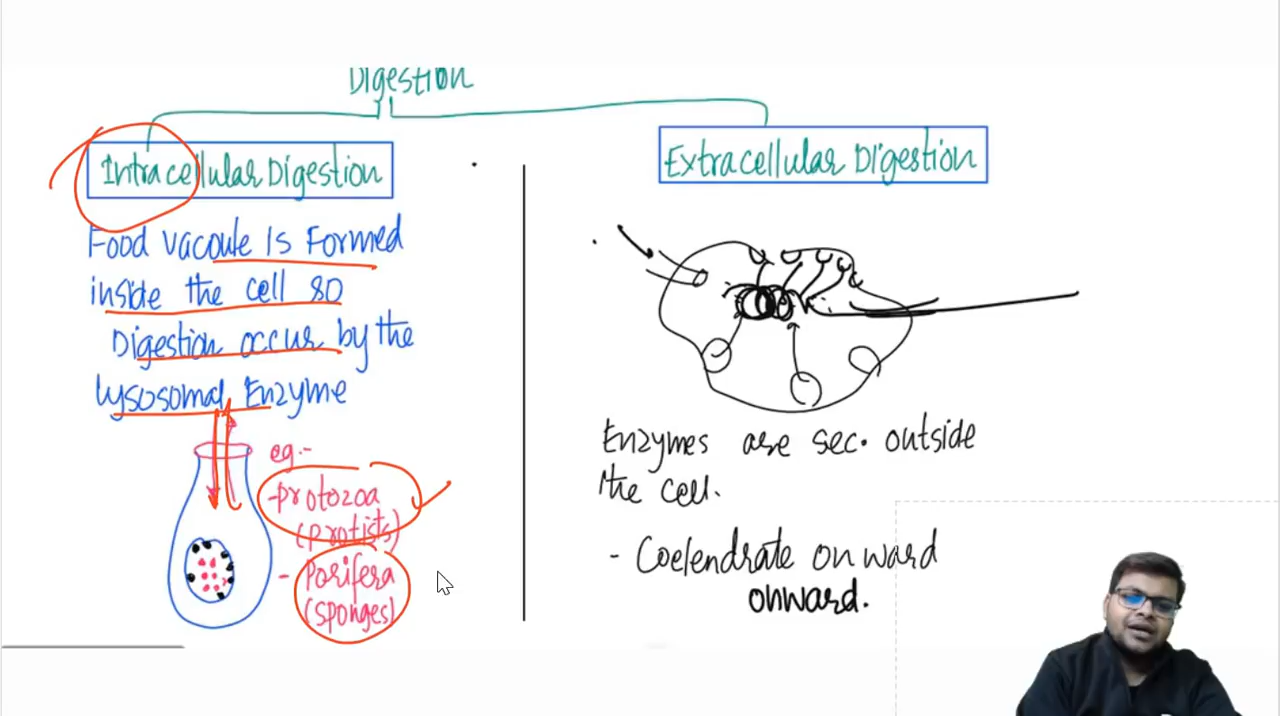 Digestion
Intracellular Digestion
Food vacoule is Formed
inside the cell so
Digestion occur by the
lysosomal Enzyme
eg.-
-protozoa
(protists)
- Porifera
(sponges)
Extracellular Digestion
Enzymes are sec. outside
the cell.
- Coelendrate onward
onward.